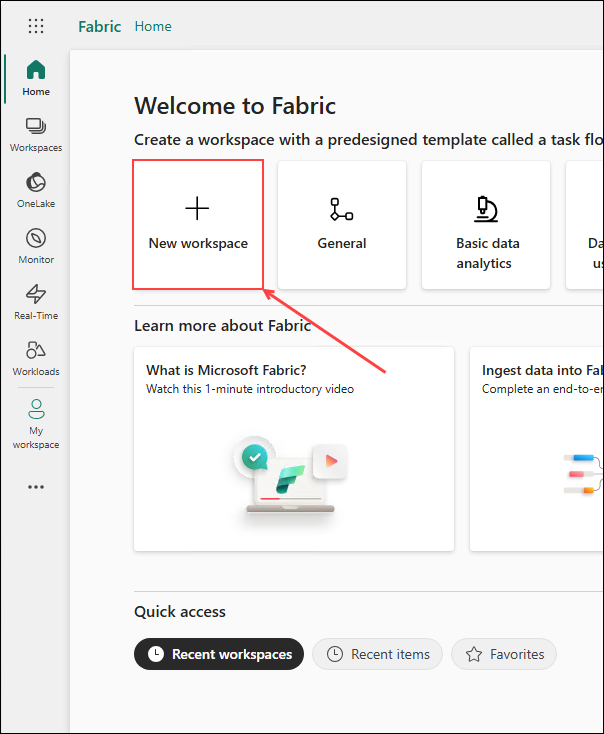 Fabric Home
Home
Workspaces
OneLake
Monitor
Real-Time
Workloads
My
workspace
Welcome to Fabric
Create a workspace with a predesigned template called a task flo
New workspace
General
Basic data
analytics
Da
us
Learn more about Fabric
What is Microsoft Fabric?
Watch this 1-minute introductory video
Ingest data into Fab
Complete an end-to-en
Quick access
Recent workspaces
Recent items
Favorites